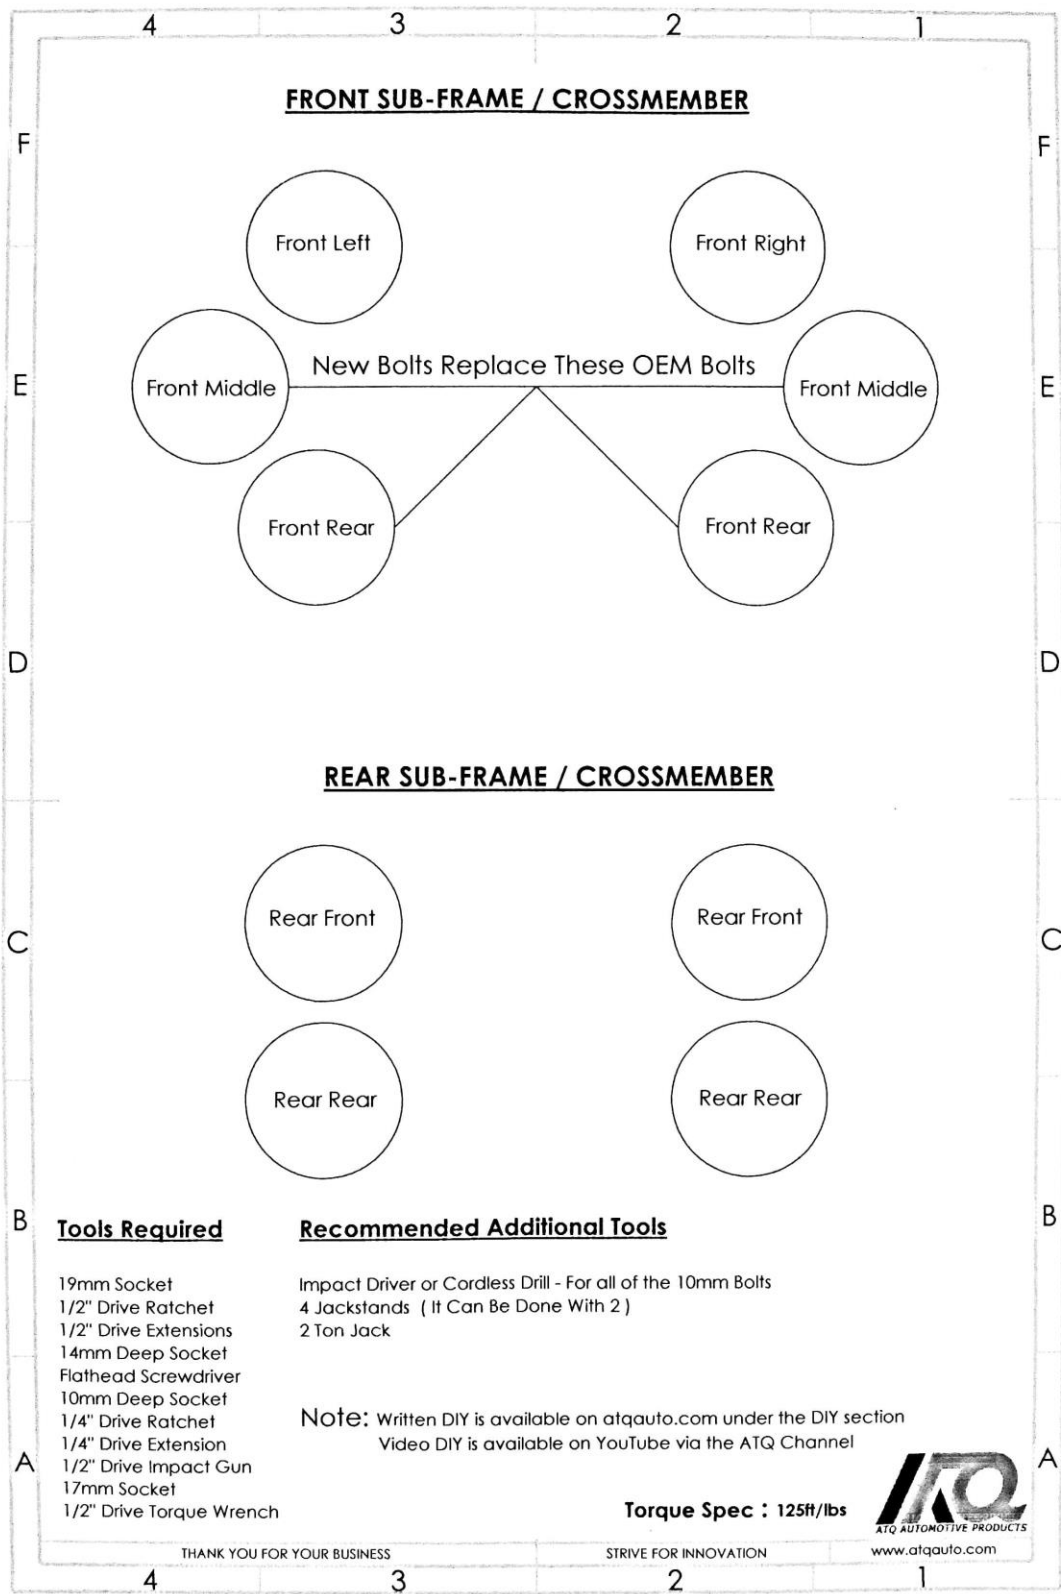 4 3 2 1
FRONT SUB-FRAME / CROSSMEMBER
F F
Front Left Front Right
New Bolts Replace These OEM Bolts
E Front Middle Front Middle E
Front Rear Front Rear
D D
REAR SUB-FRAME / CROSSMEMBER
Rear Front Rear Front
C C
Rear Rear Rear Rear
B B
Tools Required
19mm Socket
1/2" Drive Ratchet
1/2" Drive Extensions
14mm Deep Socket
Flathead Screwdriver
10mm Deep Socket
1/4" Drive Ratchet
1/4" Drive Extension
1/2" Drive Impact Gun
17mm Socket
1/2" Drive Torque Wrench
Recommended Additional Tools
Impact Driver or Cordless Drill - For all of the 10mm Bolts
4 Jackstands ( It Can Be Done With 2 )
2 Ton Jack
Note: Written DIY is available on atqauto.com under the DIY section
Video DIY is available on YouTube via the ATQ Channel
A A
Torque Spec : 125ft/lbs
ATQ
ATQ AUTOMOTIVE PRODUCTS
www.atqauto.com
THANK YOU FOR YOUR BUSINESS STRIVE FOR INNOVATION
4 3 2 1